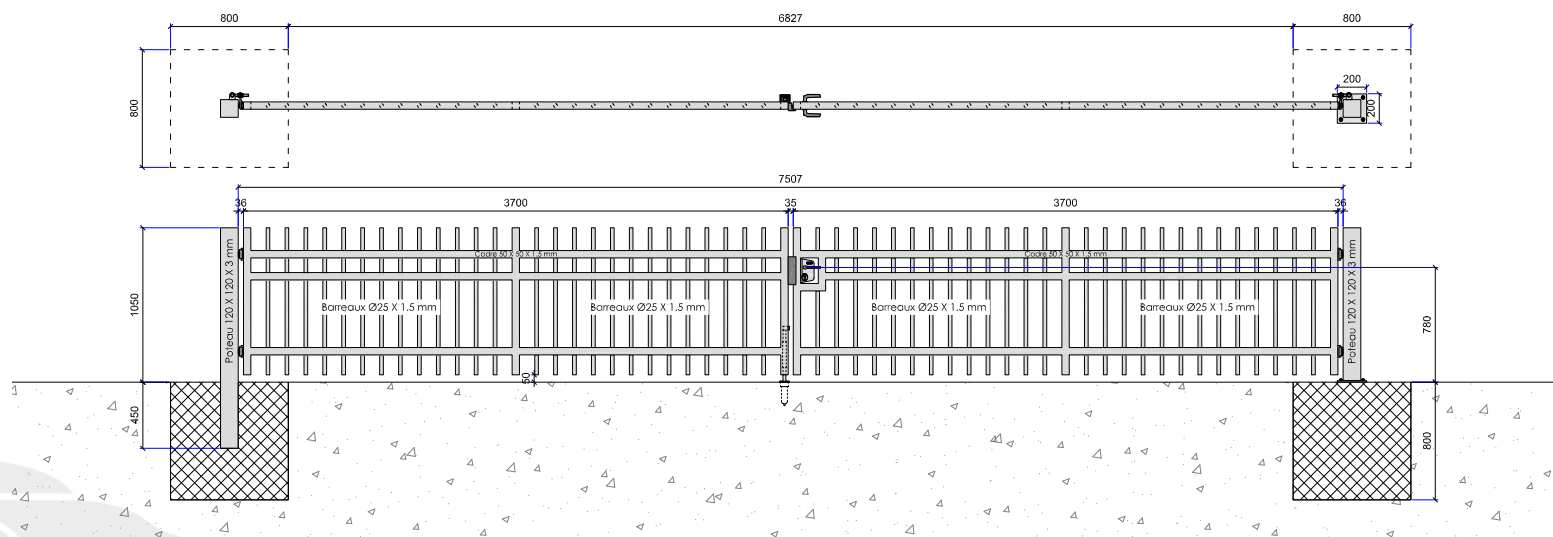 800
6827
800
800
200
200
7507
36
3700
35
3700
36
Cadre 50 X 50 X 1.5 mm
Cadre 50 X 50 X 1.5 mm
Poteau 120 X 120 X 3 mm
Barreaux Ø25 X 1.5 mm
Barreaux Ø25 X 1.5 mm
Barreaux Ø25 X 1.5 mm
Barreaux Ø25 X 1.5 mm
Poteau 120 X 120 X 3 mm
1050
780
50
450
800